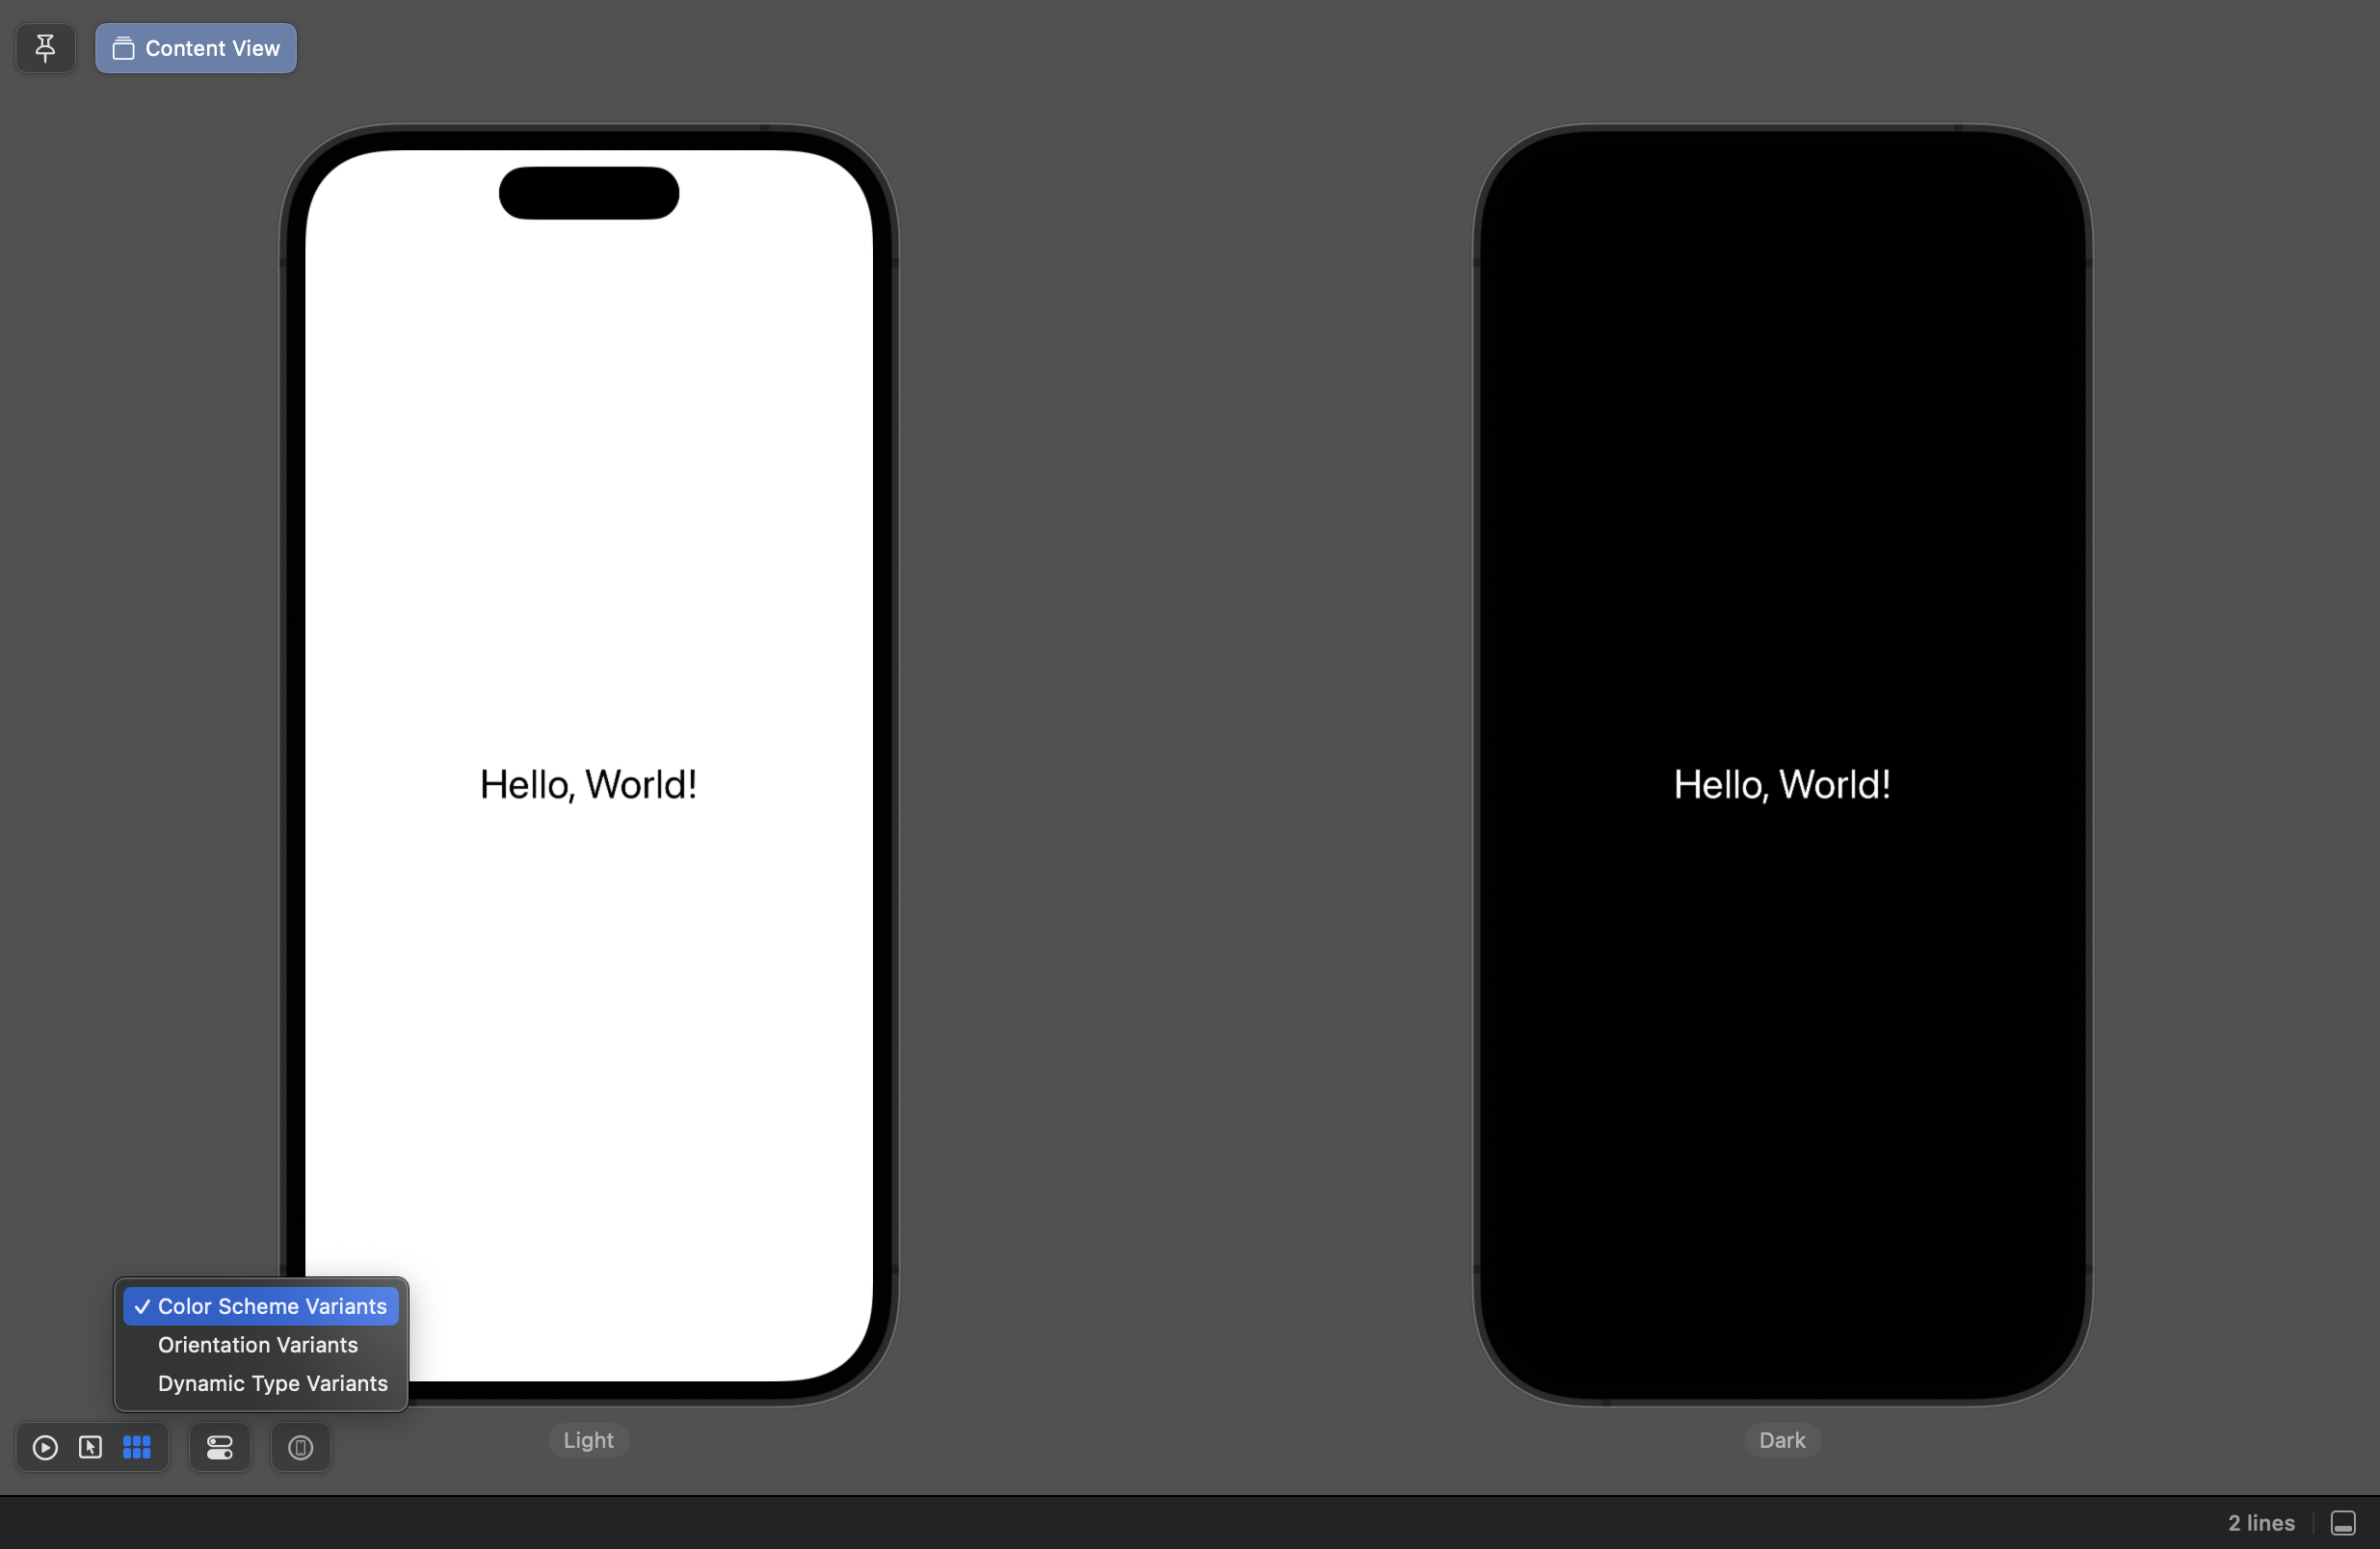 Content View
Hello, World!
Hello, World!
Color Scheme Variants
Orientation Variants
Dynamic Type Variants
Light
Dark
2 lines